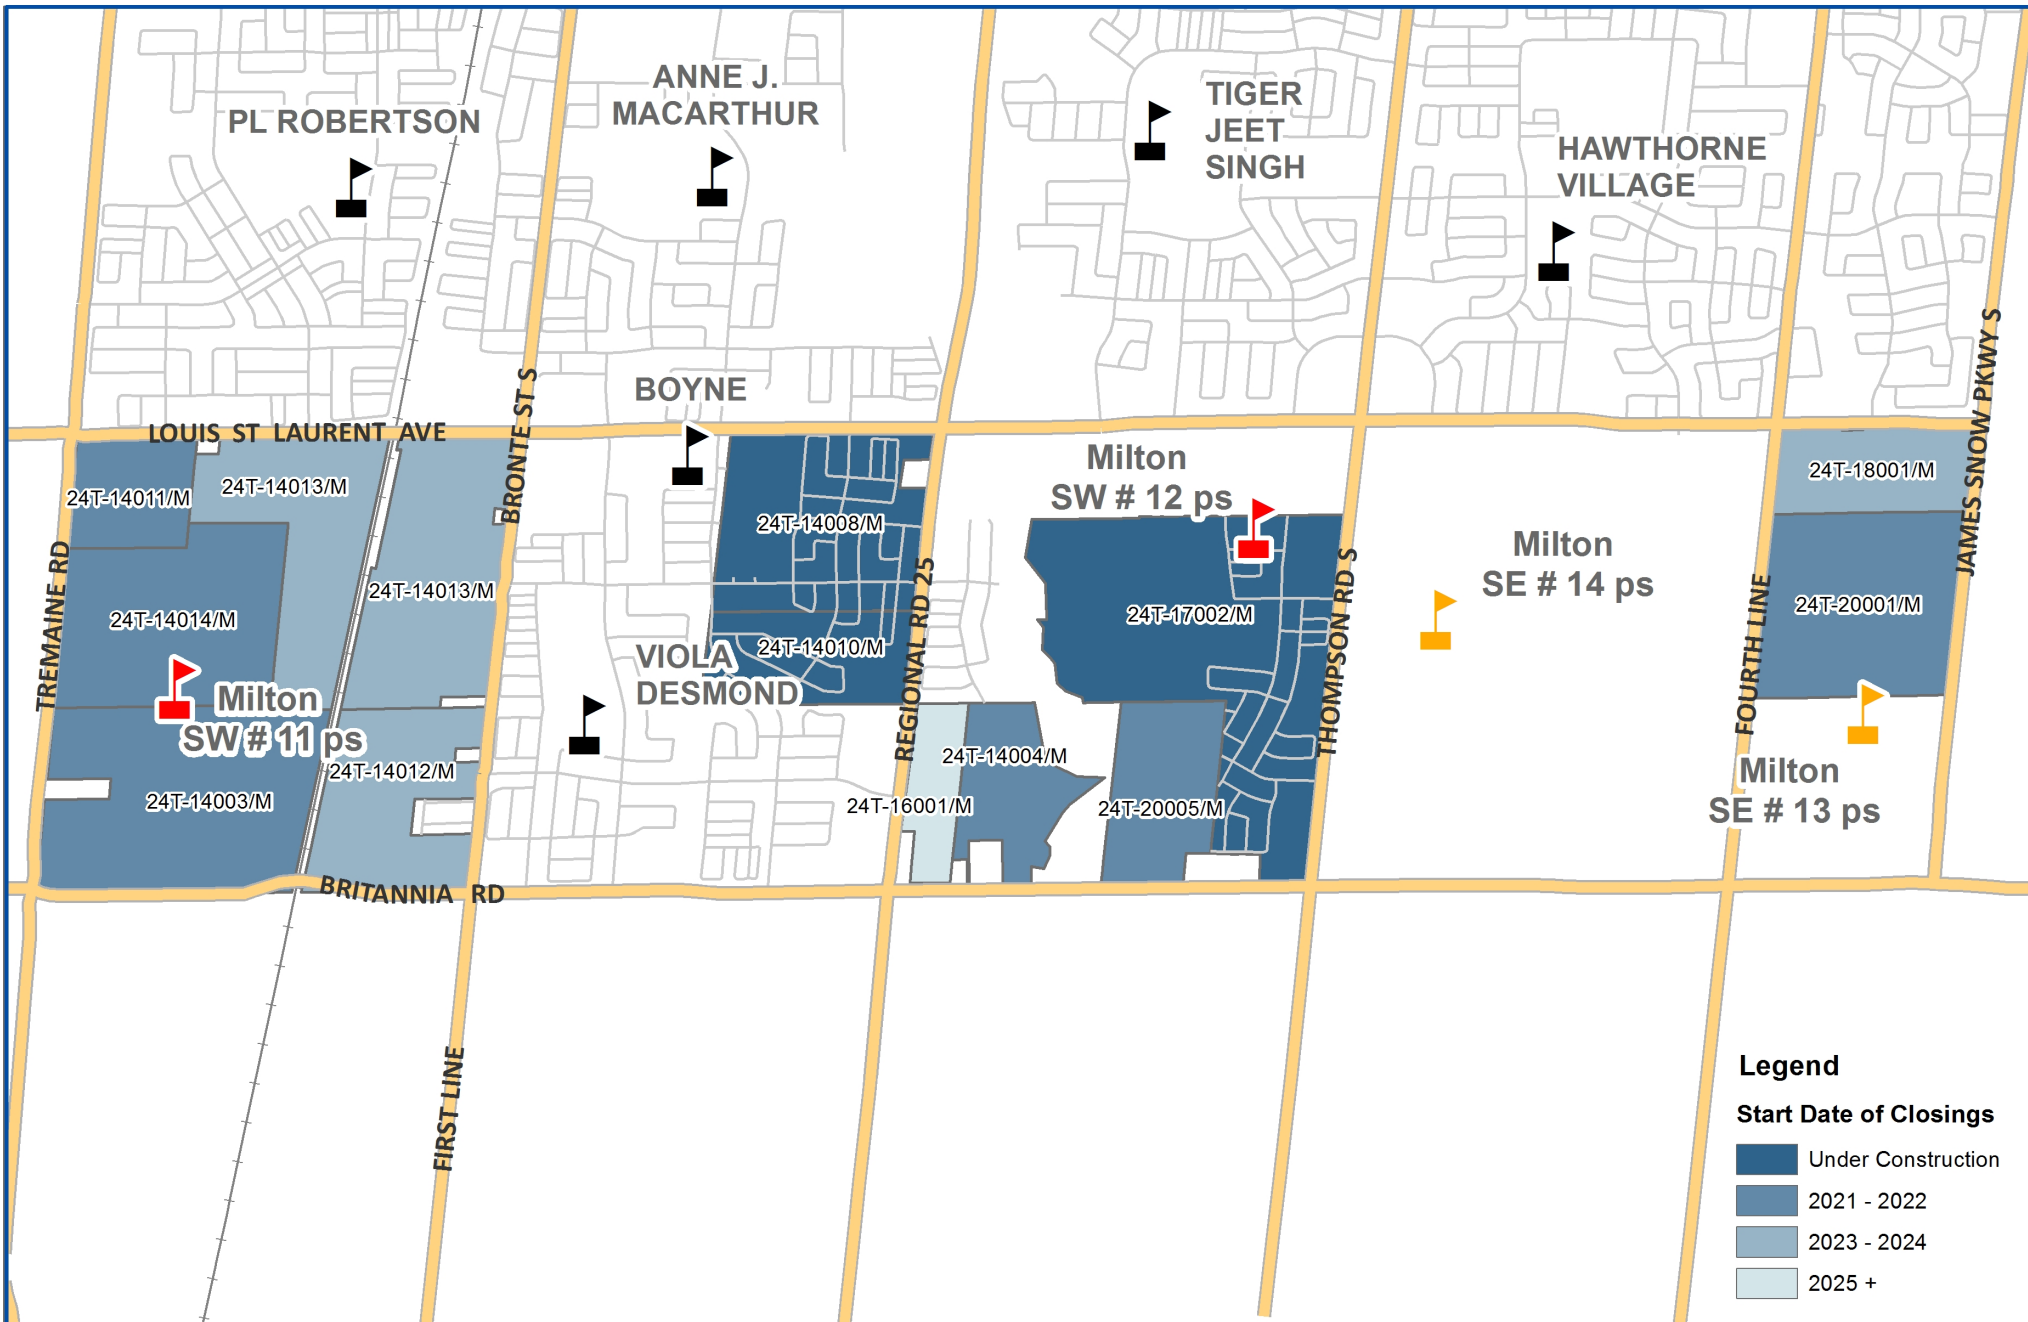 ANNE J.
MACARTHUR
PL ROBERTSON
TIGER
JEET
SINGH
HAWTHORNE
VILLAGE
BOYNE
LOUIS ST LAURENT AVE
BRONTE ST S
JAMES SNOW PKWY S
Milton
SW # 12 ps
24T-14011/M
24T-14013/M
24T-14008/M
24T-18001/M
Milton
SE # 14 ps
24T-14013/M
24T-14014/M
24T-17002/M
24T-20001/M
TREMAINE RD
VIOLA
DESMOND
24T-14010/M
REGIONAL RD 25
THOMPSON RD S
FOURTH LINE
Milton
SW # 11 ps
24T-14012/M
24T-14003/M
24T-14004/M
24T-16001/M
24T-20005/M
Milton
SE # 13 ps
BRITANNIA RD
FIRST LINE
Legend
Start Date of Closings
Under Construction
2021 - 2022
2023 - 2024
2025 +